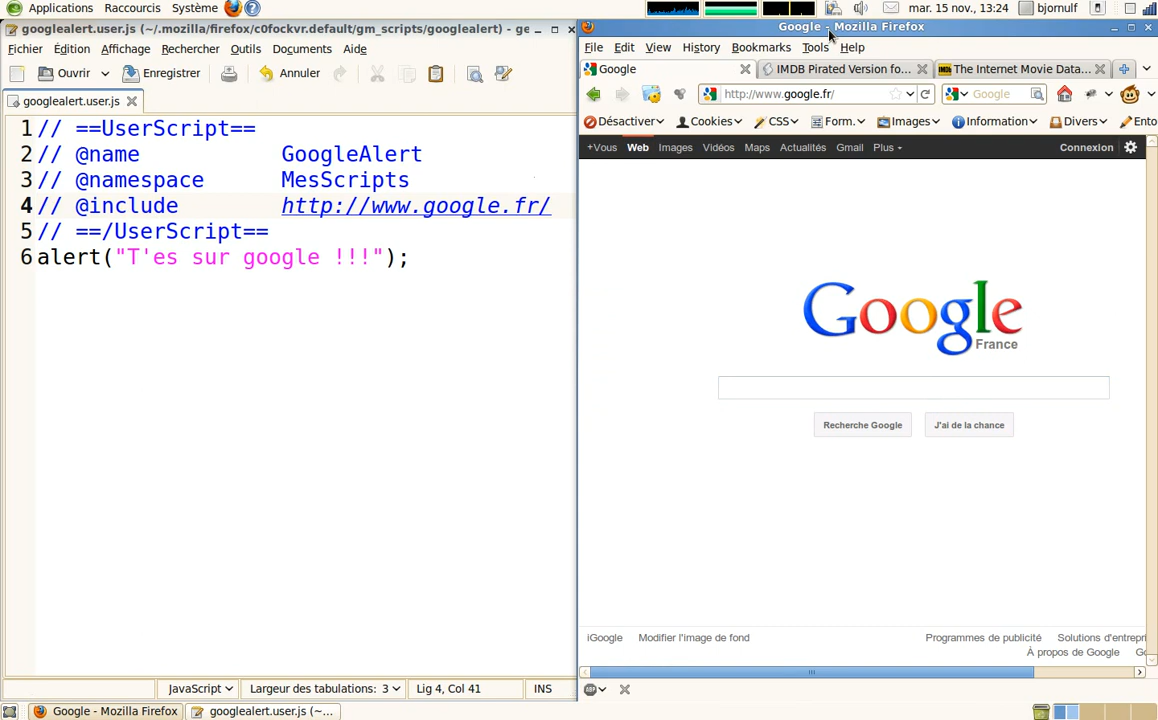 Applications Raccourcis Système mar. 15 nov., 13:24 bjornulf
googlealert.user.js (~/.mozilla/firefox/c0fockvr.default/gm_scripts/googlealert) - ge
Fichier Édition Affichage Rechercher Outils Documents Aide
Ouvrir Enregistrer Annuler
googlealert.user.js
1 // ==UserScript==
2 // @name GoogleAlert
3 // @namespace MesScripts
4 // @include http://www.google.fr/
5 // ==/UserScript==
6 alert("T'es sur google !!!");
JavaScript Largeur des tabulations: 3 Lig 4, Col 41 INS
Google - Mozilla Firefox
File Edit View History Bookmarks Tools Help
Google IMDB Pirated Version fo... IMDb The Internet Movie Data...
http://www.google.fr/ Google
Désactiver Cookies CSS Form. Images Information Divers Ento
+Vous Web Images Vidéos Maps Actualités Gmail Plus Connexion
Google
France
Recherche Google J'ai de la chance
iGoogle Modifier l'image de fond Programmes de publicité Solutions d'entrepri
À propos de Google Go
ABP
Google - Mozilla Firefox googlealert.user.js (~...